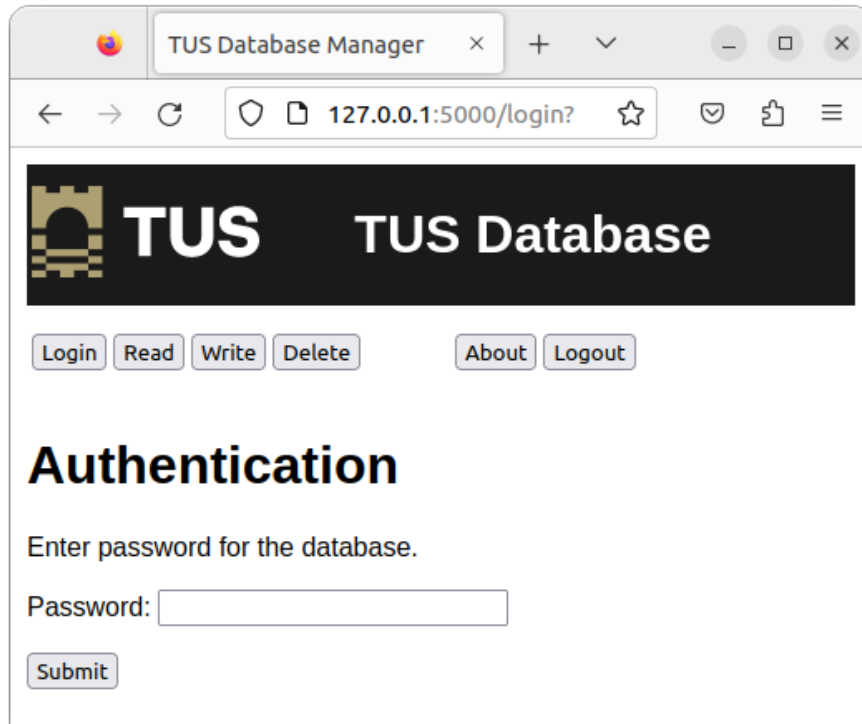 TUS Database Manager
127.0.0.1:5000/login?
TUS TUS Database
Login Read Write Delete About Logout
Authentication
Enter password for the database.
Password:
Submit